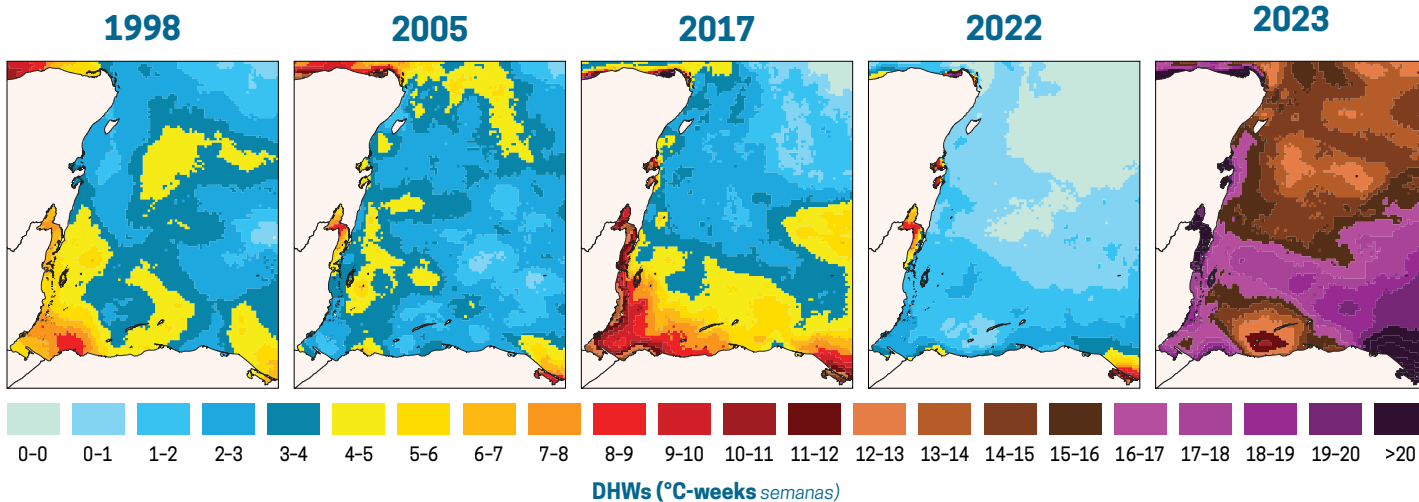 1998 2005 2017 2022 2023
0–0 0–1 1–2 2–3 3–4 4–5 5–6 6–7 7–8 8–9 9–10 10–11 11–12 12–13 13–14 14–15 15–16 16–17 17–18 18–19 19–20 >20
DHWs (°C-weeks semanas)